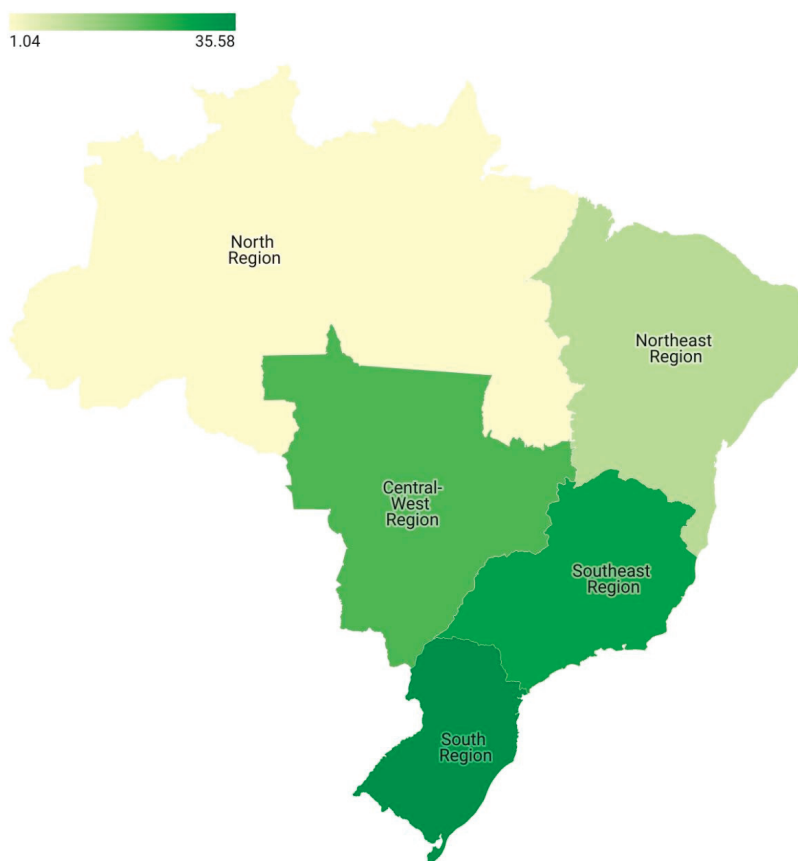 1.04
35.58
North
Region
Northeast
Region
Central-
West
Region
Southeast
Region
South
Region